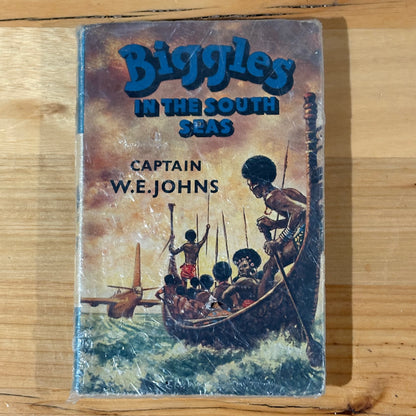 Biggles
IN THE SOUTH
SEAS
CAPTAIN
W.E.JOHNS